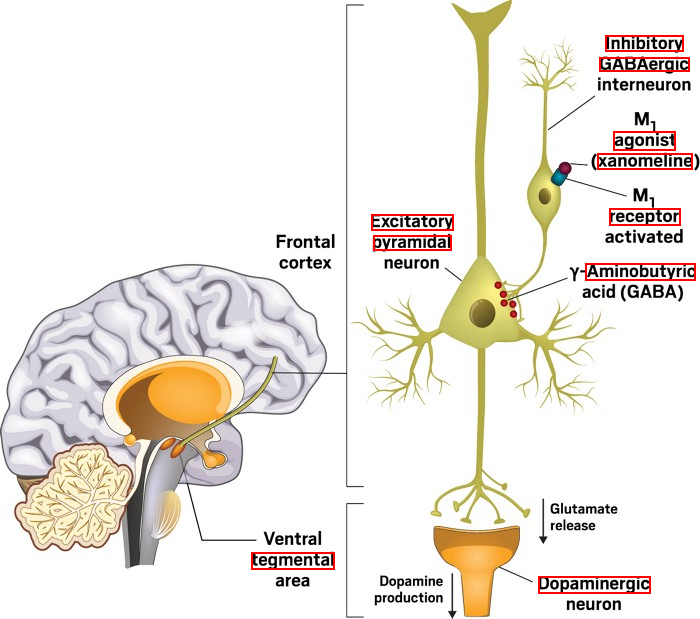 Inhibitory
GABAergic
interneuron
M1
agonist
(xanomeline)
M1
receptor
activated
Excitatory
pyramidal
neuron
Frontal
cortex
γ-Aminobutyric
acid (GABA)
Glutamate
release
Ventral
tegmental
area
Dopamine
production
Dopaminergic
neuron